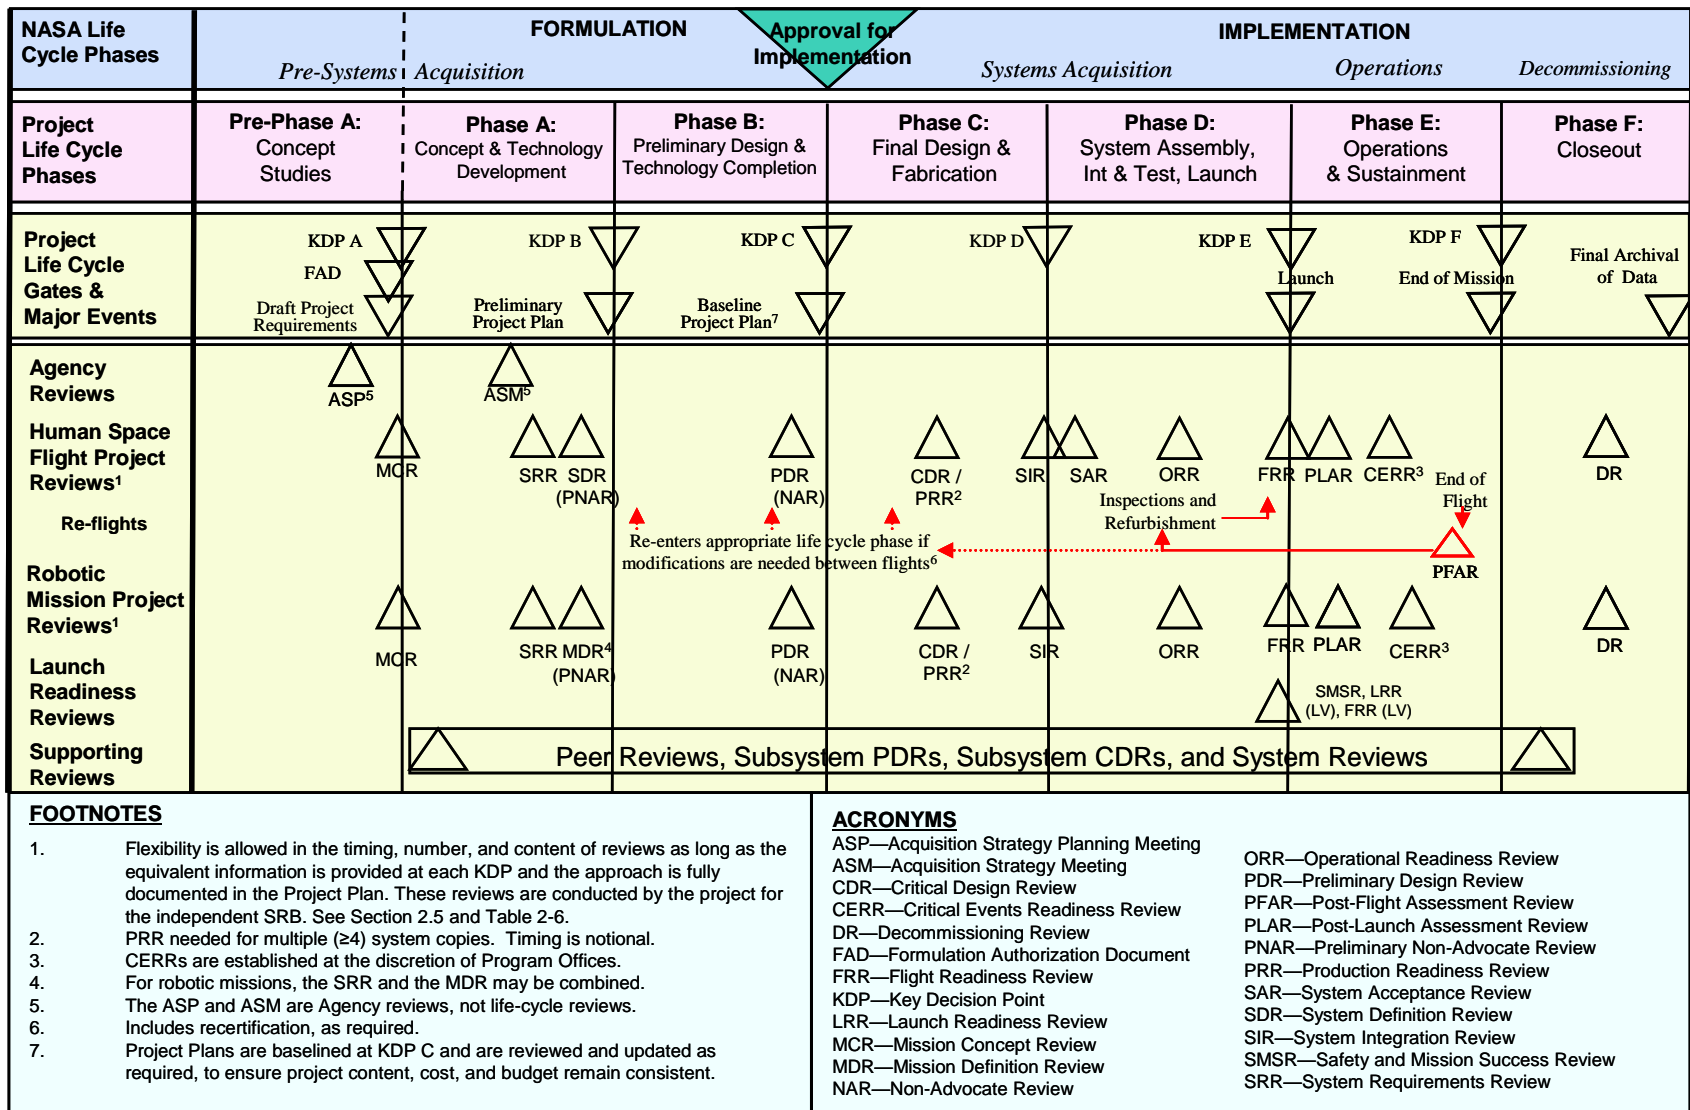 NASA Life
Cycle Phases
FORMULATION
Approval for
Implementation
IMPLEMENTATION
Pre-Systems Acquisition
Systems Acquisition
Operations
Decommissioning
Project
Life Cycle
Phases
Pre-Phase A:
Concept
Studies
Phase A:
Concept & Technology
Development
Phase B:
Preliminary Design &
Technology Completion
Phase C:
Final Design &
Fabrication
Phase D:
System Assembly,
Int & Test, Launch
Phase E:
Operations
& Sustainment
Phase F:
Closeout
Project
Life Cycle
Gates &
Major Events
KDP A
FAD
Draft Project
Requirements
KDP B
Preliminary
Project Plan
KDP C
Baseline
Project Plan⁷
KDP D
KDP E
Launch
KDP F
End of Mission
Final Archival
of Data
Agency
Reviews
ASP⁵
ASM⁵
Human Space
Flight Project
Reviews¹
MCR
SRR
SDR
(PNAR)
PDR
(NAR)
CDR /
PRR²
SIR
SAR
ORR
FRR
PLAR
CERR³
End of
Flight
DR
Re-flights
Inspections and
Refurbishment
Re-enters appropriate life cycle phase if
modifications are needed between flights⁶
PFAR
Robotic
Mission Project
Reviews¹
MCR
SRR
MDR⁴
(PNAR)
PDR
(NAR)
CDR /
PRR²
SIR
ORR
FRR
PLAR
CERR³
DR
Launch
Readiness
Reviews
SMSR, LRR
(LV), FRR (LV)
Supporting
Reviews
Peer Reviews, Subsystem PDRs, Subsystem CDRs, and System Reviews
FOOTNOTES
1. Flexibility is allowed in the timing, number, and content of reviews as long as the
equivalent information is provided at each KDP and the approach is fully
documented in the Project Plan. These reviews are conducted by the project for
the independent SRB. See Section 2.5 and Table 2-6.
2. PRR needed for multiple (≥4) system copies. Timing is notional.
3. CERRs are established at the discretion of Program Offices.
4. For robotic missions, the SRR and the MDR may be combined.
5. The ASP and ASM are Agency reviews, not life-cycle reviews.
6. Includes recertification, as required.
7. Project Plans are baselined at KDP C and are reviewed and updated as
required, to ensure project content, cost, and budget remain consistent.
ACRONYMS
ASP—Acquisition Strategy Planning Meeting
ASM—Acquisition Strategy Meeting
CDR—Critical Design Review
CERR—Critical Events Readiness Review
DR—Decommissioning Review
FAD—Formulation Authorization Document
FRR—Flight Readiness Review
KDP—Key Decision Point
LRR—Launch Readiness Review
MCR—Mission Concept Review
MDR—Mission Definition Review
NAR—Non-Advocate Review
ORR—Operational Readiness Review
PDR—Preliminary Design Review
PFAR—Post-Flight Assessment Review
PLAR—Post-Launch Assessment Review
PNAR—Preliminary Non-Advocate Review
PRR—Production Readiness Review
SAR—System Acceptance Review
SDR—System Definition Review
SIR—System Integration Review
SMSR—Safety and Mission Success Review
SRR—System Requirements Review